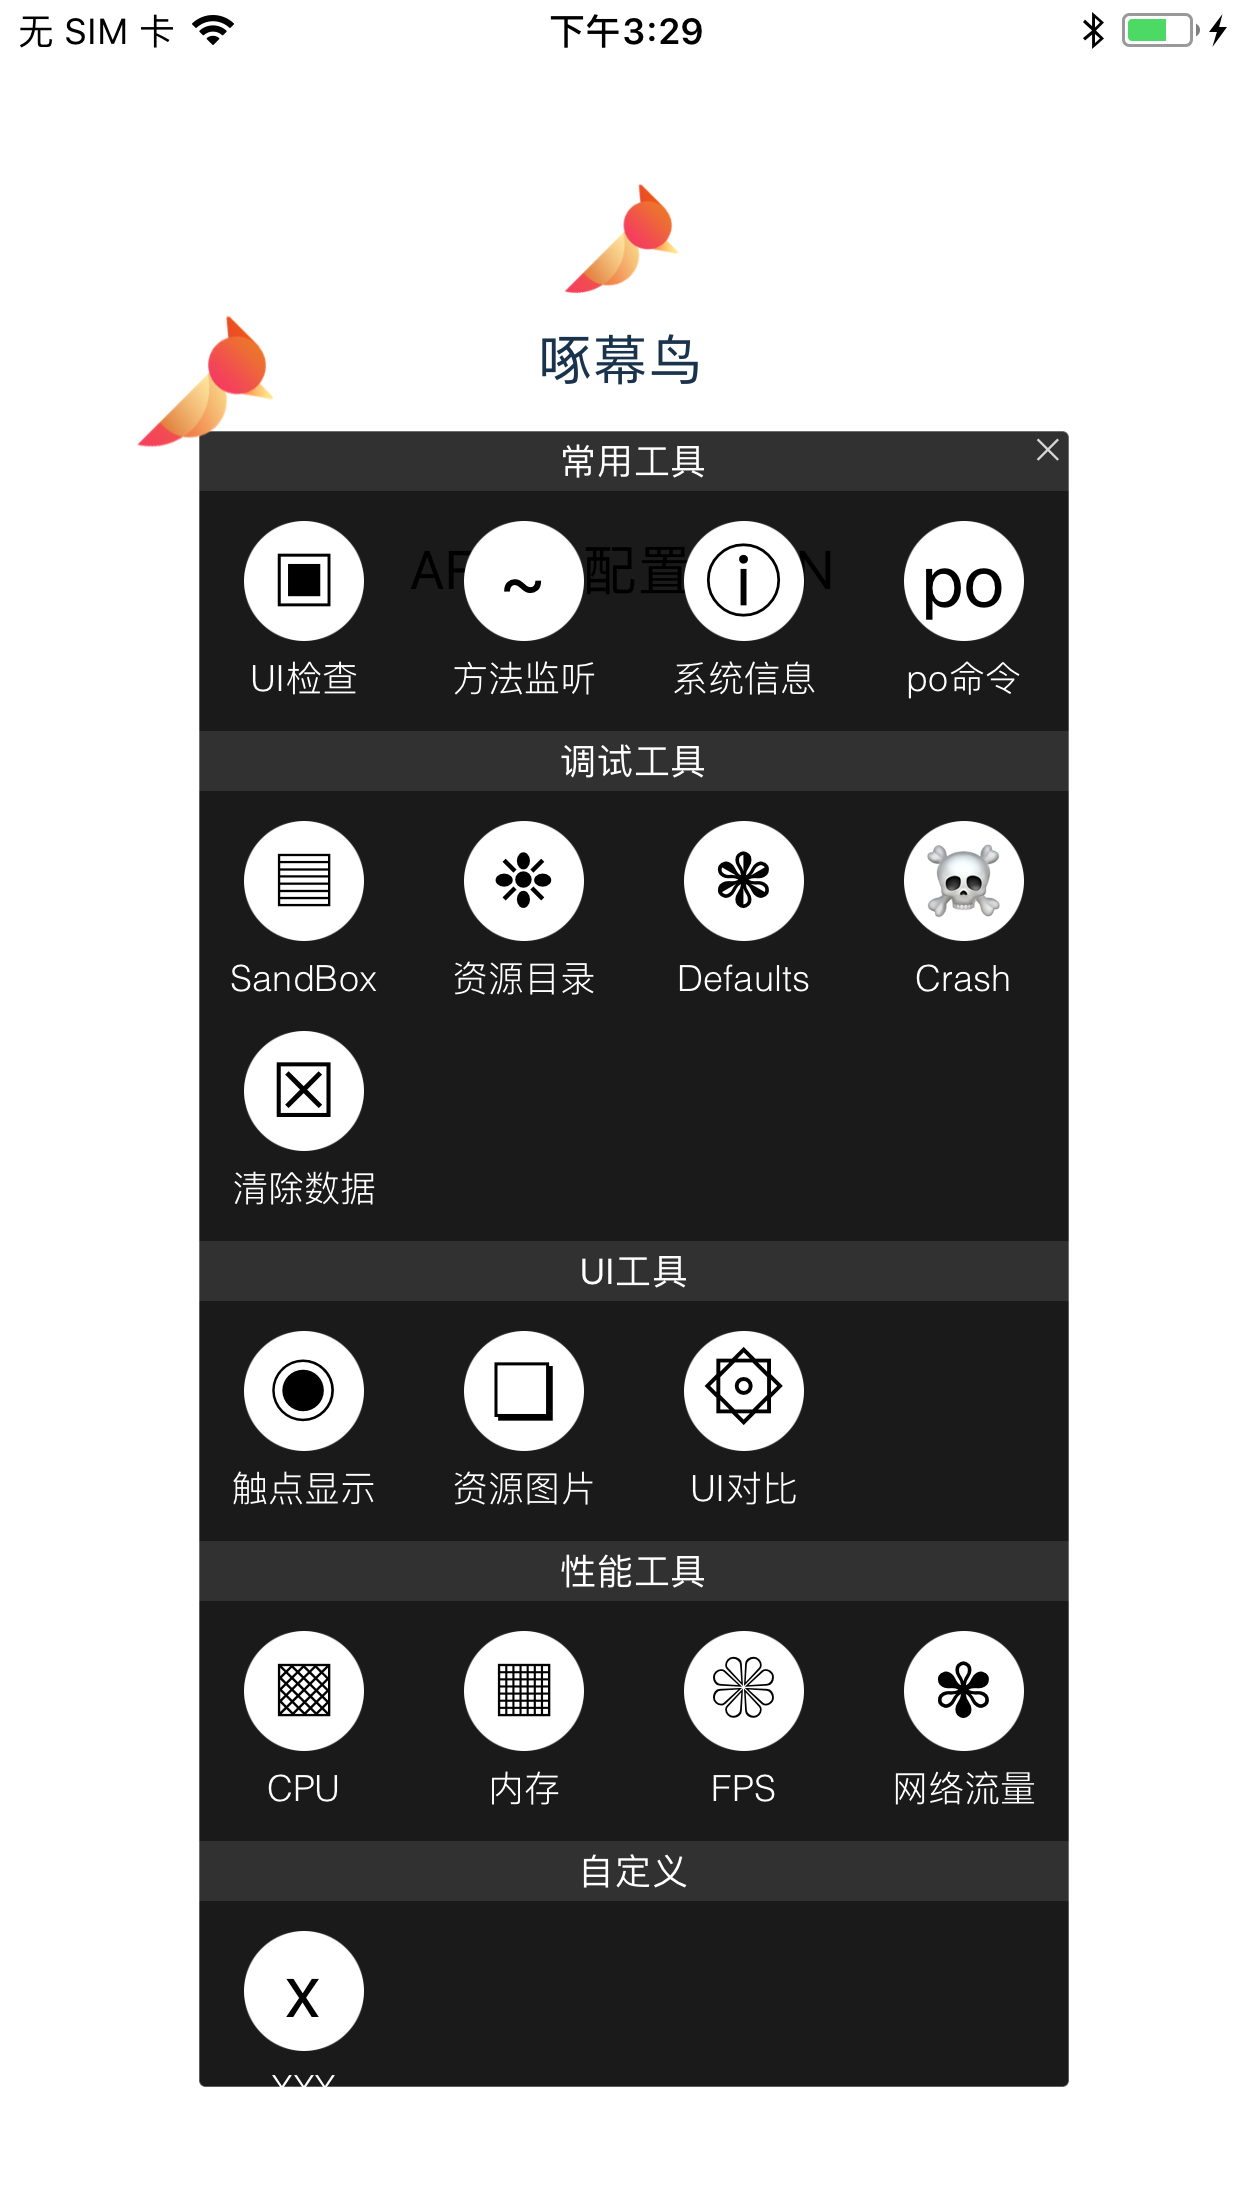 无 SIM 卡
下午3:29
啄幕鸟
常用工具
配置
po
UI检查
方法监听
系统信息
po命令
调试工具
SandBox
资源目录
Defaults
Crash
清除数据
UI工具
触点显示
资源图片
UI对比
性能工具
CPU
内存
FPS
网络流量
自定义
x